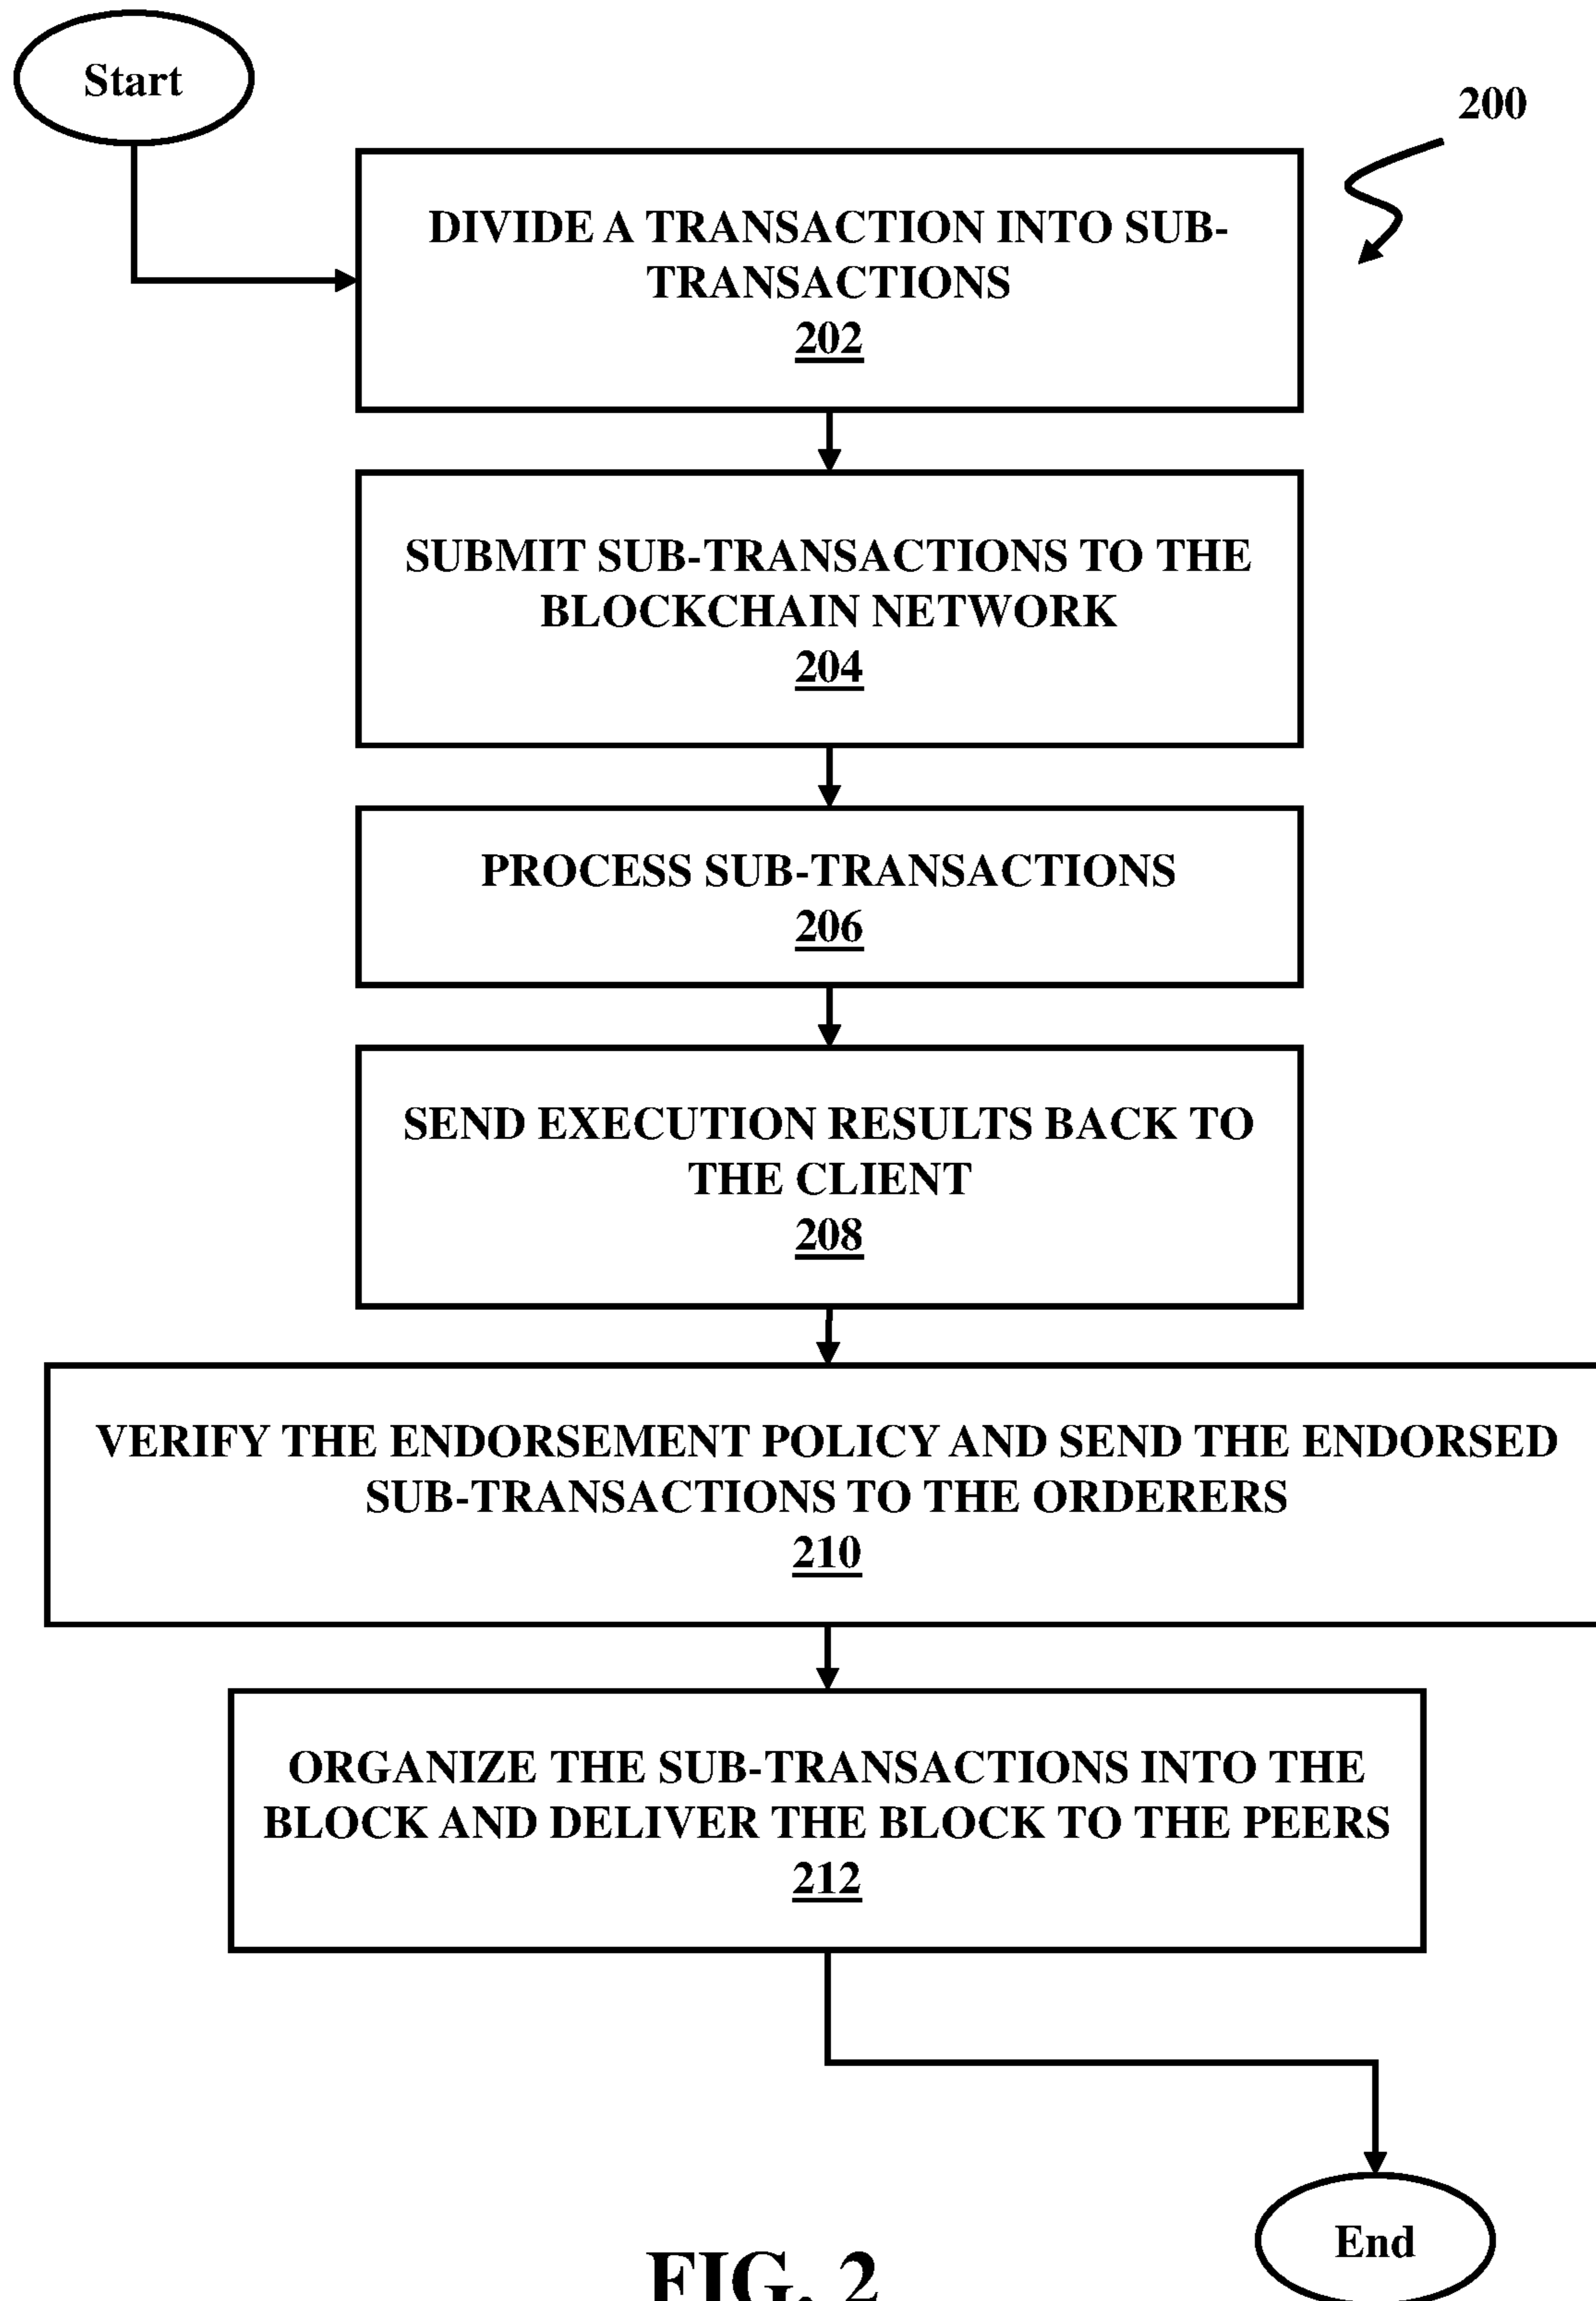 Start
200
DIVIDE A TRANSACTION INTO SUB-
TRANSACTIONS
202
SUBMIT SUB-TRANSACTIONS TO THE
BLOCKCHAIN NETWORK
204
PROCESS SUB-TRANSACTIONS
206
SEND EXECUTION RESULTS BACK TO
THE CLIENT
208
VERIFY THE ENDORSEMENT POLICY AND SEND THE ENDORSED
SUB-TRANSACTIONS TO THE ORDERERS
210
ORGANIZE THE SUB-TRANSACTIONS INTO THE
BLOCK AND DELIVER THE BLOCK TO THE PEERS
212
End
FIG. 2